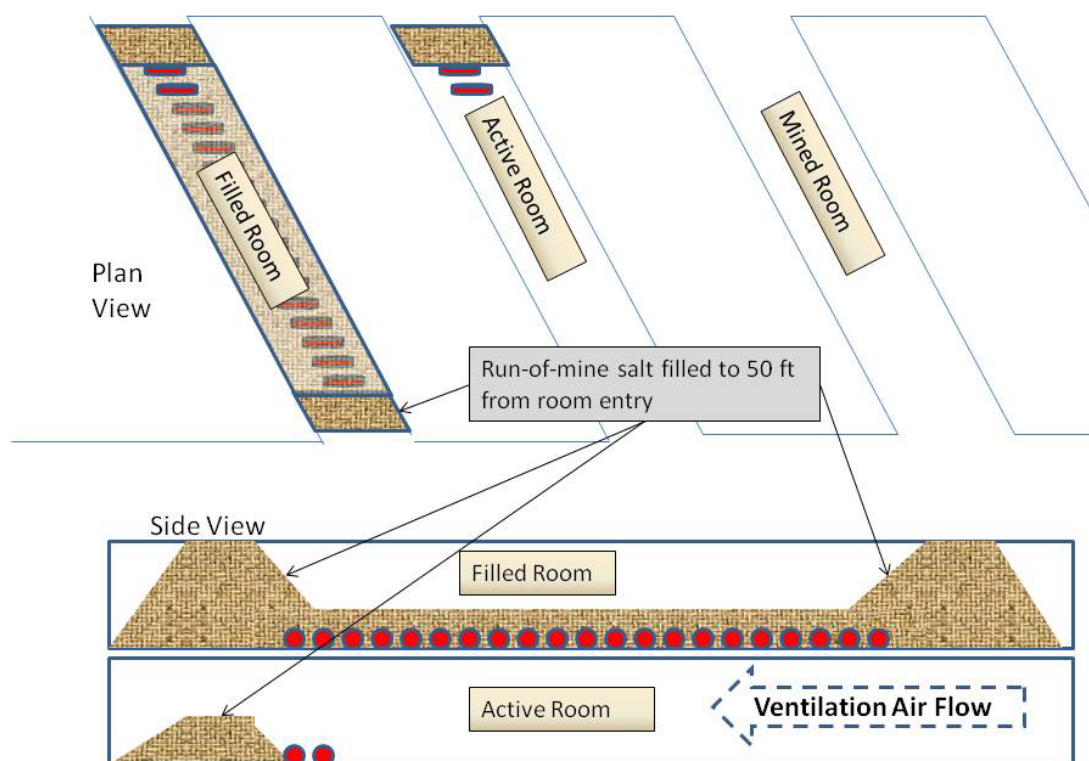 Filled Room
Active Room
Mined Room
Plan
View
Run-of-mine salt filled to 50 ft
from room entry
Side View
Filled Room
Active Room
Ventilation Air Flow